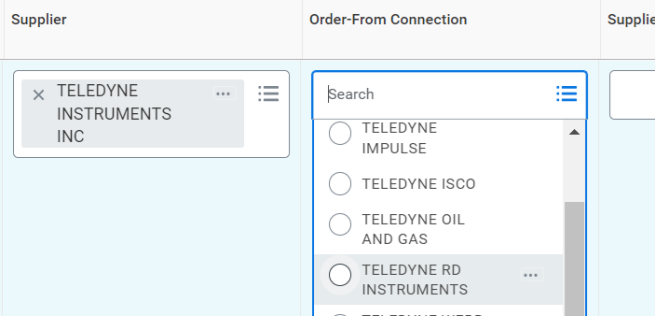 Supplier
Order-From Connection
TELEDYNE
INSTRUMENTS
INC
Search
TELEDYNE
IMPULSE
TELEDYNE ISCO
TELEDYNE OIL
AND GAS
TELEDYNE RD
INSTRUMENTS